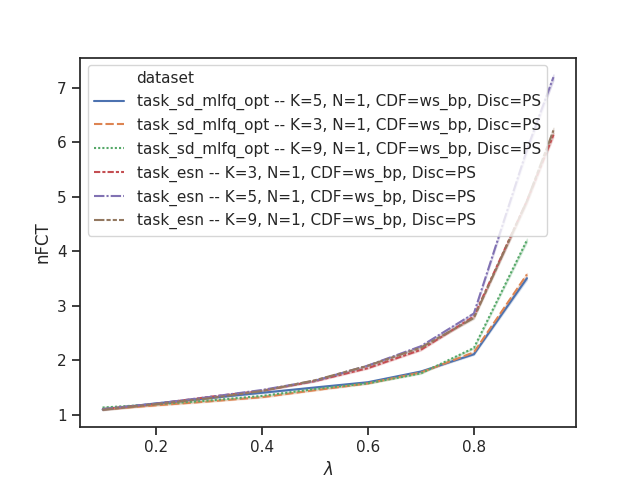 dataset
task_sd_mlfq_opt -- K=5, N=1, CDF=ws_bp, Disc=PS
task_sd_mlfq_opt -- K=3, N=1, CDF=ws_bp, Disc=PS
task_sd_mlfq_opt -- K=9, N=1, CDF=ws_bp, Disc=PS
task_esn -- K=3, N=1, CDF=ws_bp, Disc=PS
task_esn -- K=5, N=1, CDF=ws_bp, Disc=PS
task_esn -- K=9, N=1, CDF=ws_bp, Disc=PS
7
6
5
4
3
2
1
nFCT
0.2 0.4 0.6 0.8
λ